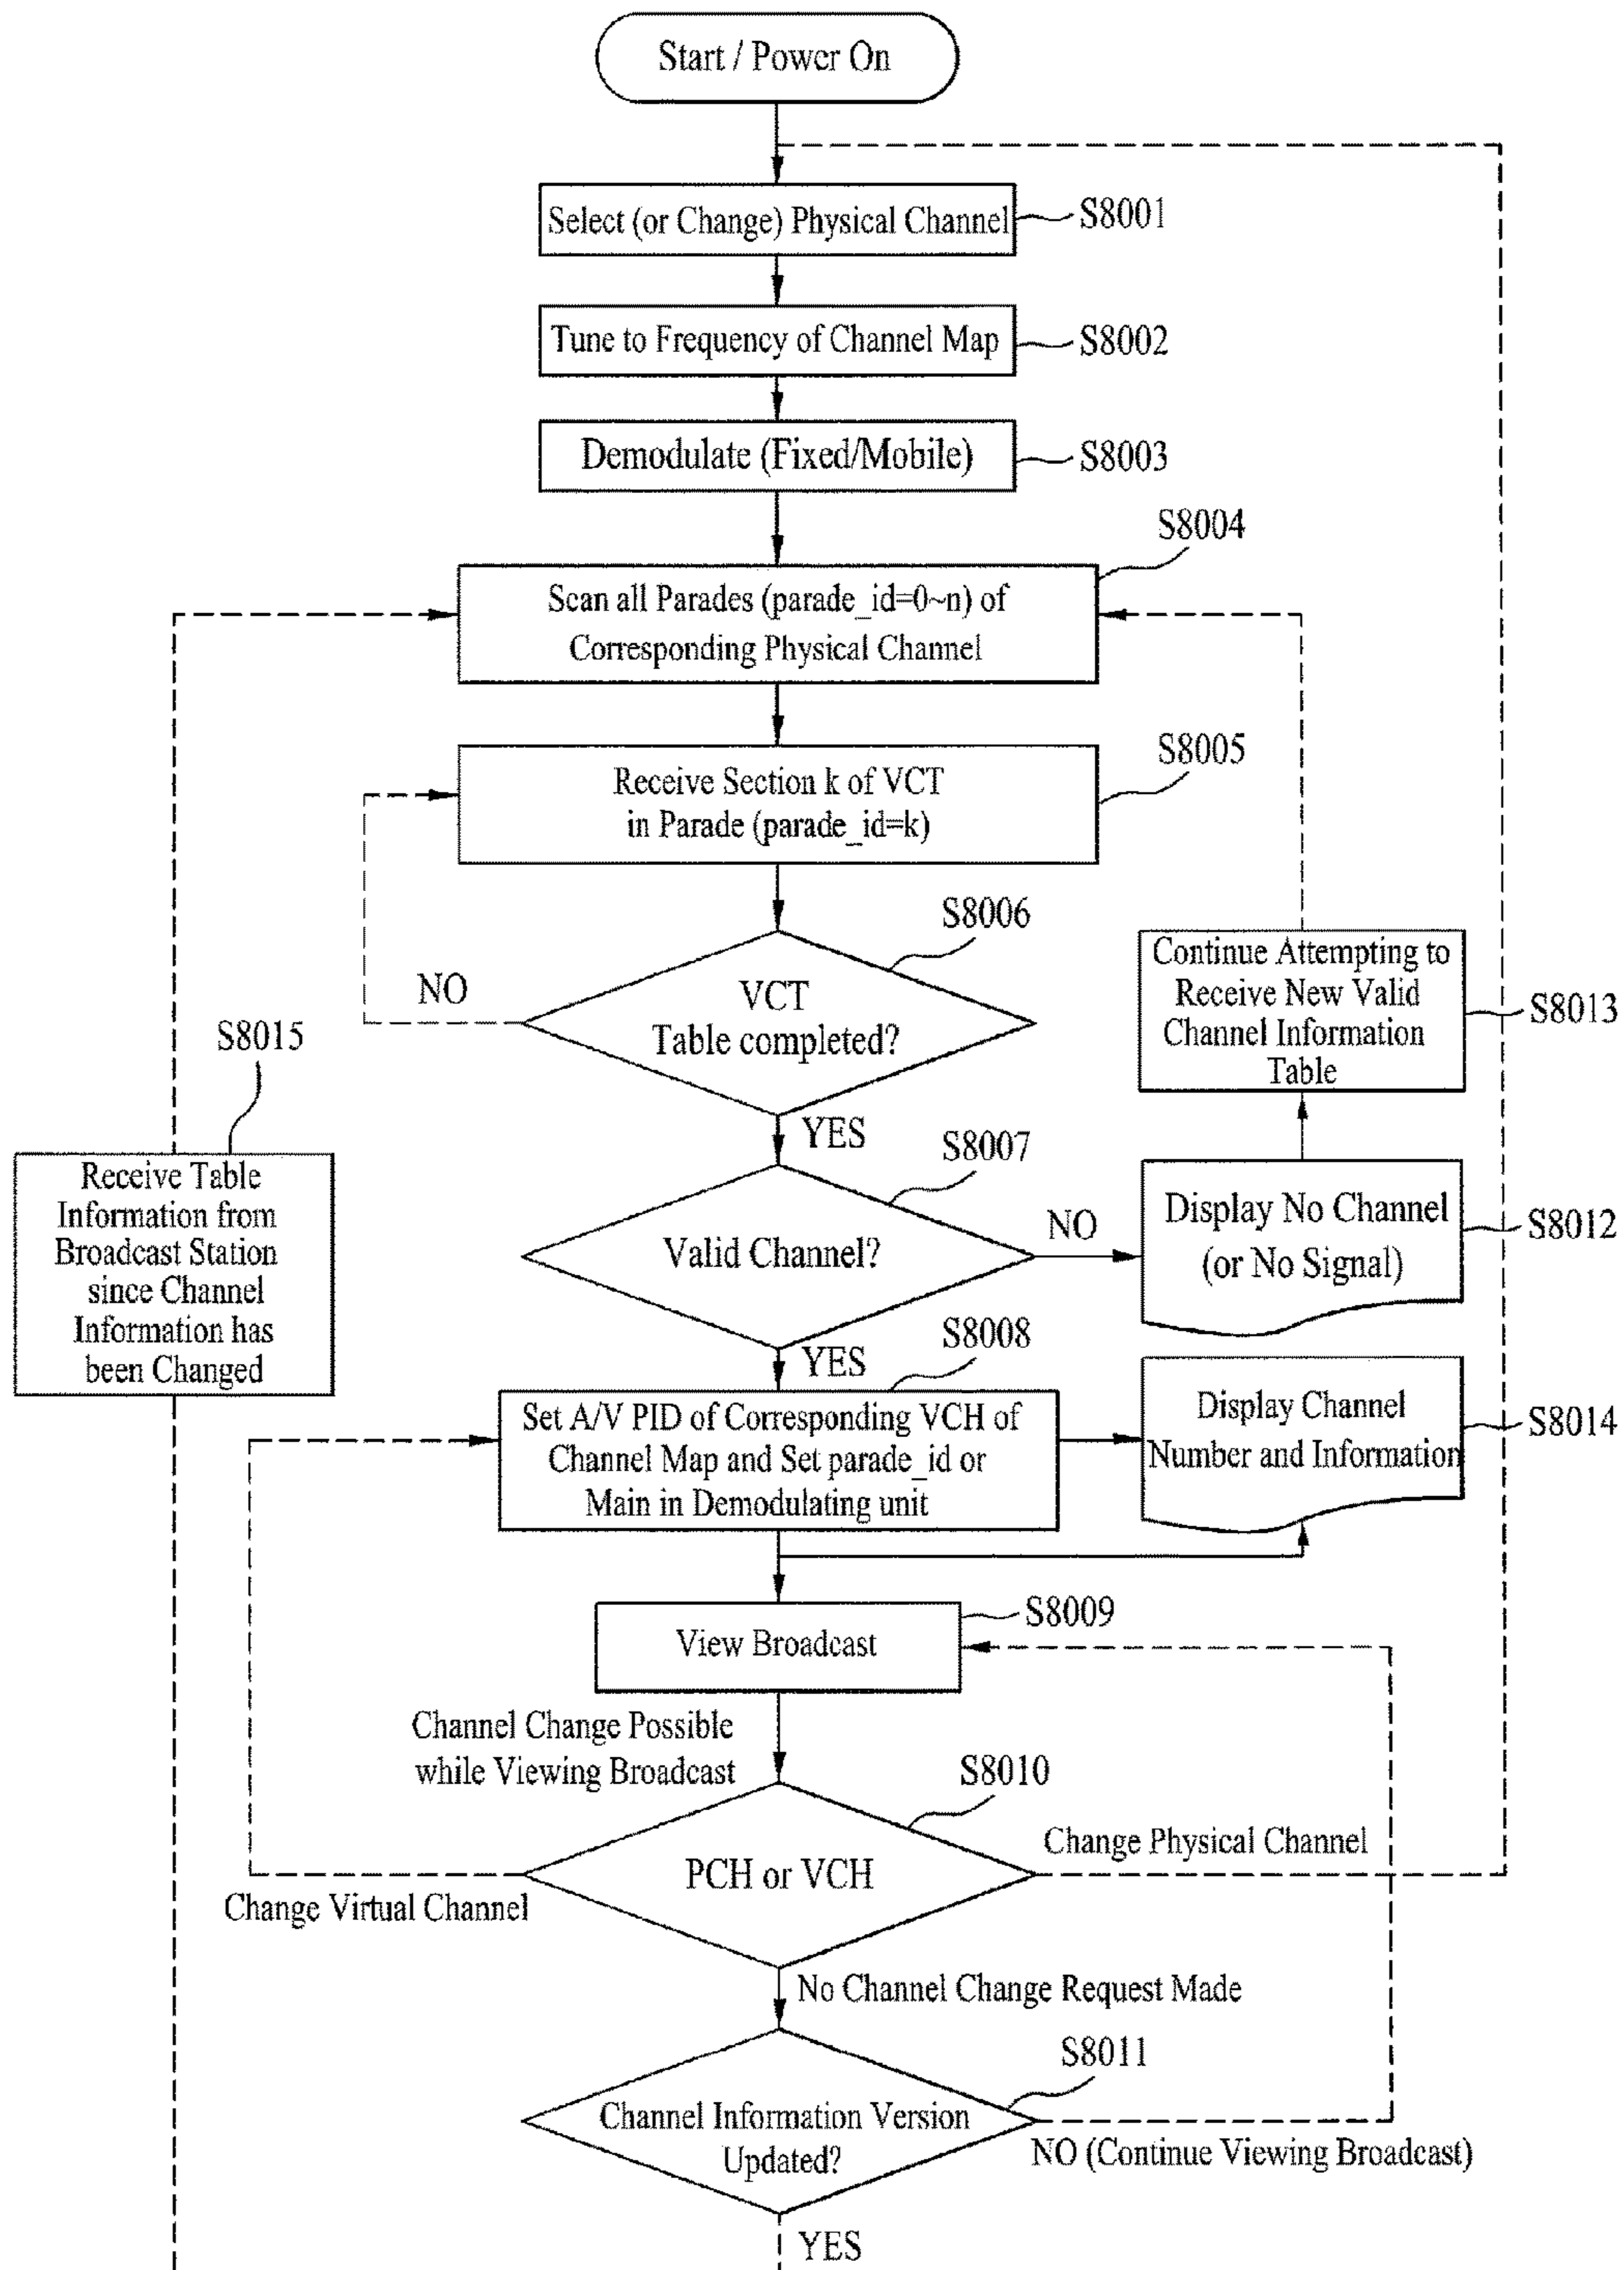 Start / Power On
Select (or Change) Physical Channel
S8001
Tune to Frequency of Channel Map
S8002
Demodulate (Fixed/Mobile)
S8003
S8004
Scan all Parades (parade_id=0~n) of
Corresponding Physical Channel
S8005
Receive Section k of VCT
in Parade (parade_id=k)
S8006
VCT
Table completed?
NO
YES
Continue Attempting to
Receive New Valid
Channel Information
Table
S8013
S8015
Receive Table
Information from
Broadcast Station
since Channel
Information has
been Changed
S8007
Valid Channel?
NO
YES
Display No Channel
(or No Signal)
S8012
S8008
Set A/V PID of Corresponding VCH of
Channel Map and Set parade_id or
Main in Demodulating unit
Display Channel
Number and Information
S8014
S8009
View Broadcast
Channel Change Possible
while Viewing Broadcast
S8010
PCH or VCH
Change Physical Channel
Change Virtual Channel
No Channel Change Request Made
S8011
Channel Information Version
Updated?
NO (Continue Viewing Broadcast)
YES